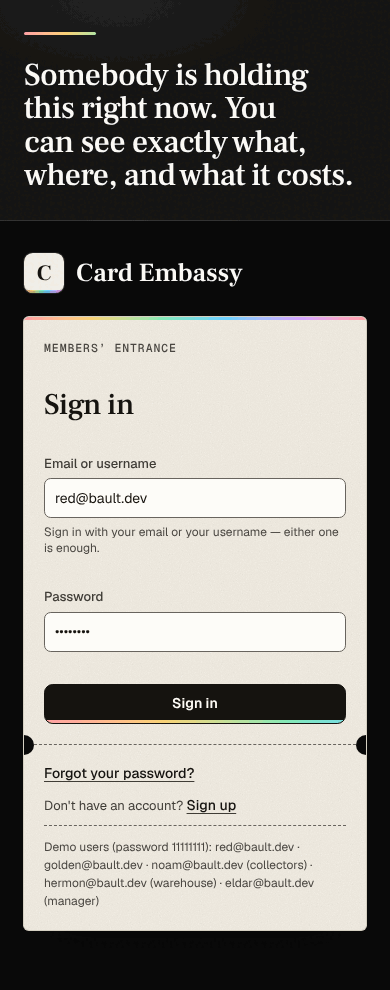 Somebody is holding
this right now. You
can see exactly what,
where, and what it costs.
C Card Embassy
MEMBERS' ENTRANCE
Sign in
Email or username
red@bault.dev
Sign in with your email or your username — either one
is enough.
Password
••••••••
Sign in
Forgot your password?
Don't have an account? Sign up
Demo users (password 11111111): red@bault.dev ·
golden@bault.dev · noam@bault.dev (collectors) ·
hermon@bault.dev (warehouse) · eldar@bault.dev
(manager)